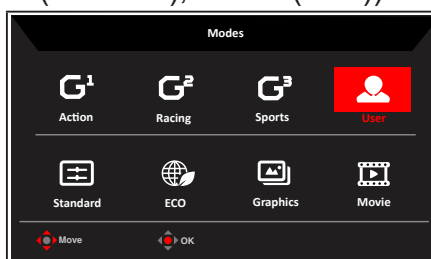 Modes
G¹ G² G³
Action Racing Sports User
Standard ECO Graphics Movie
Move OK